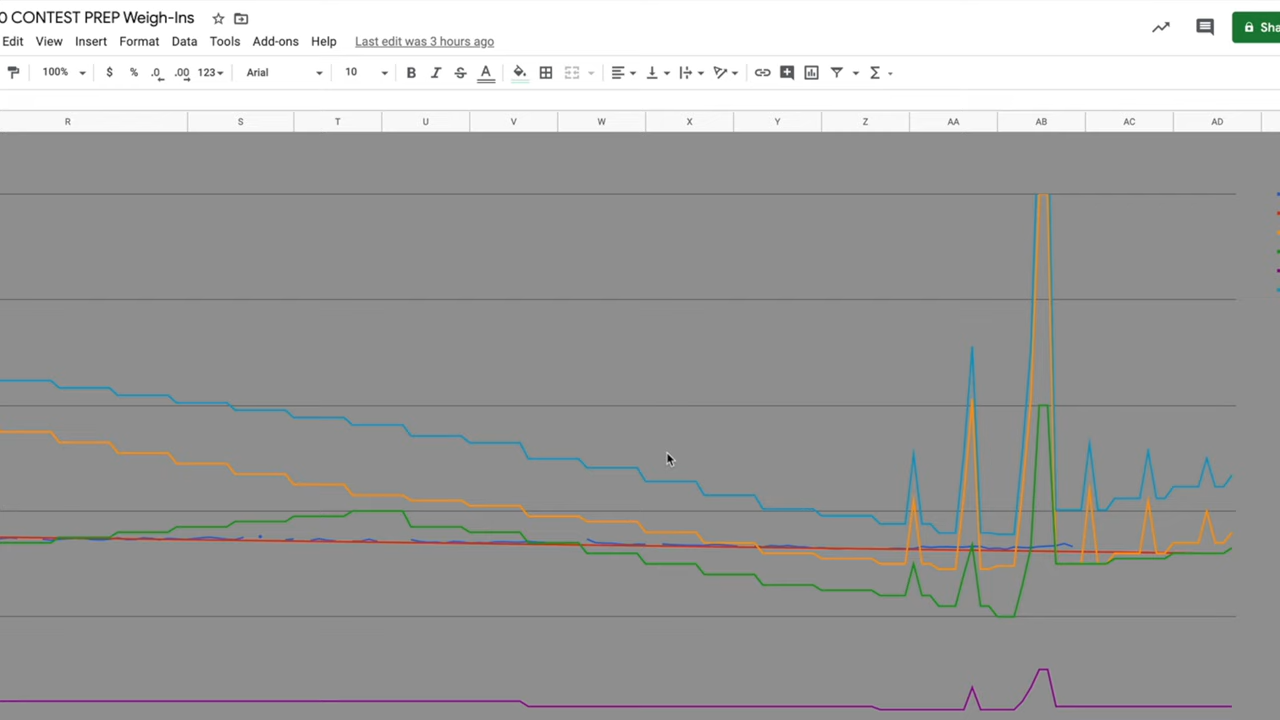 0 CONTEST PREP Weigh-Ins
Edit View Insert Format Data Tools Add-ons Help Last edit was 3 hours ago
Sha
100% $ % .0 .00 123 Arial 10 B I S A Σ
R S T U V W X Y Z AA AB AC AD